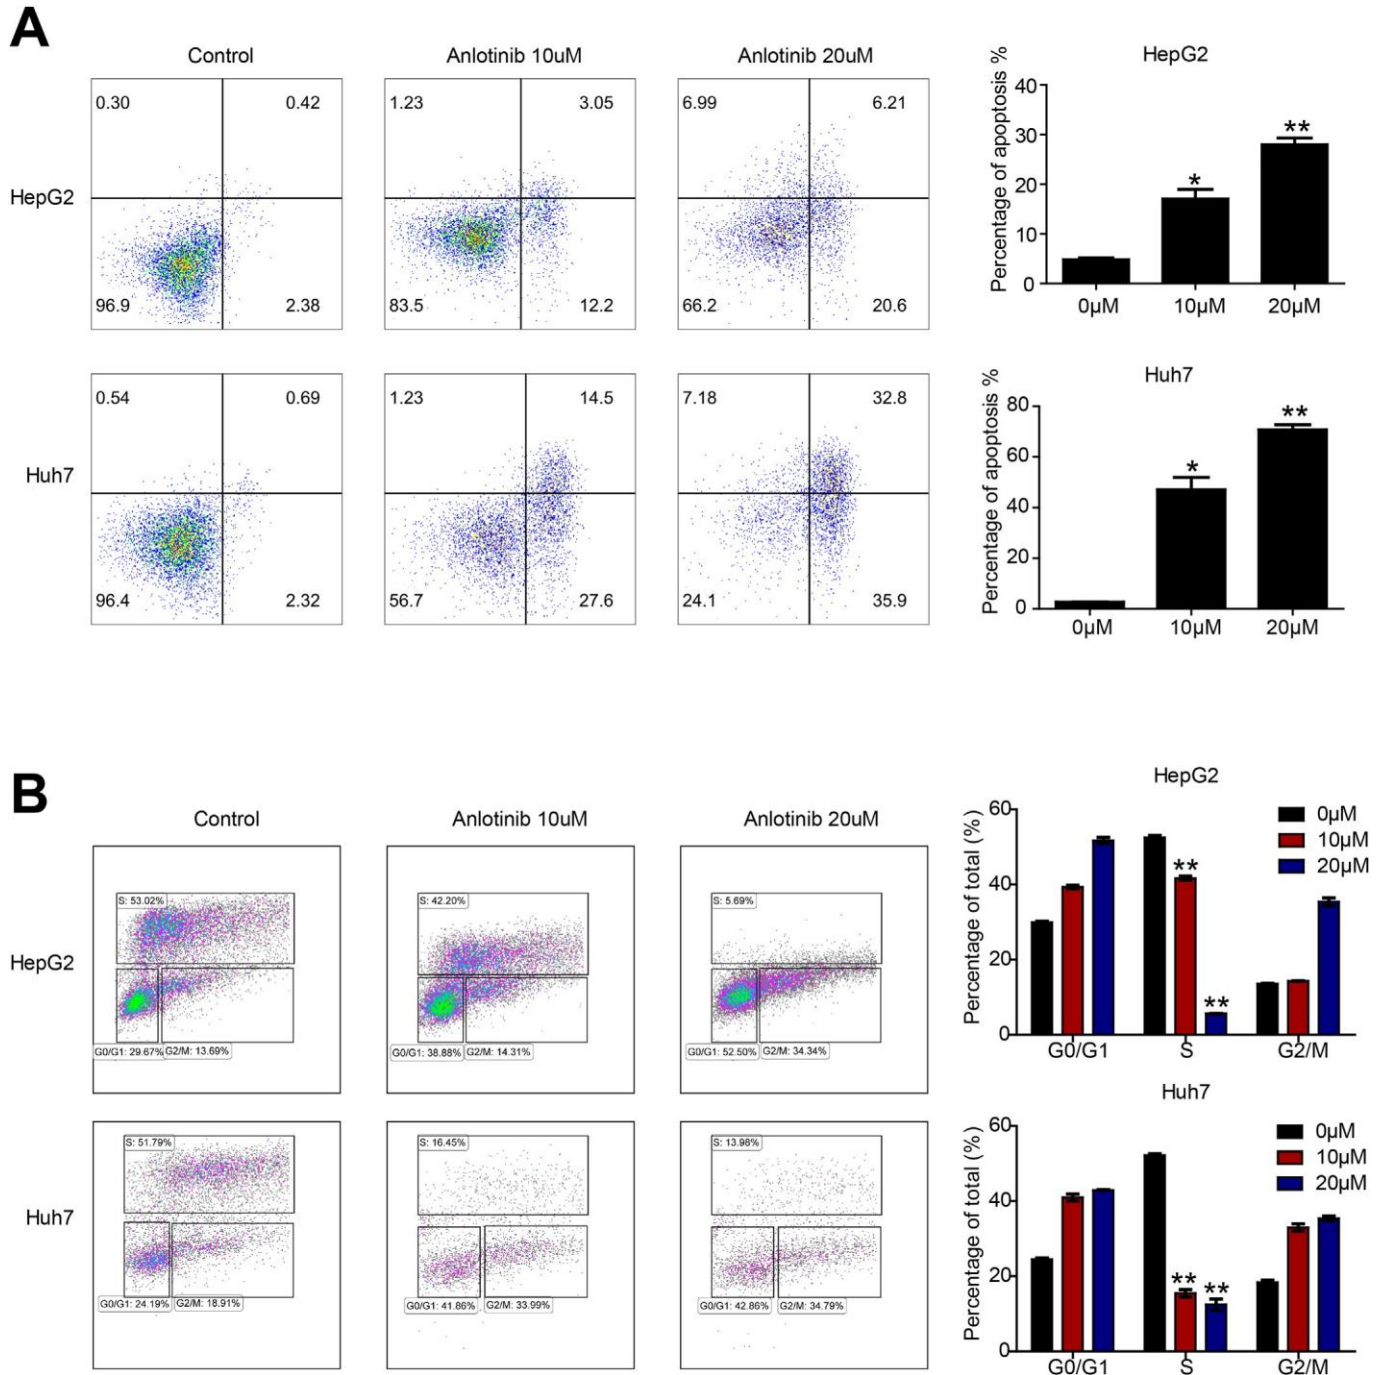 A
Control
Anlotinib 10uM
Anlotinib 20uM
HepG2
0.30
0.42
96.9
2.38
1.23
3.05
83.5
12.2
6.99
6.21
66.2
20.6
HepG2
Percentage of apoptosis %
40
30
20
10
0
*
**
0μM
10μM
20μM
Huh7
0.54
0.69
96.4
2.32
1.23
14.5
56.7
27.6
7.18
32.8
24.1
35.9
Huh7
Percentage of apoptosis %
80
60
40
20
0
*
**
0μM
10μM
20μM
B
Control
Anlotinib 10uM
Anlotinib 20uM
HepG2
S: 53.02%
G0/G1: 29.67%
G2/M: 13.69%
S: 42.20%
G0/G1: 38.88%
G2/M: 14.31%
S: 5.69%
G0/G1: 52.50%
G2/M: 34.34%
HepG2
Percentage of total (%)
60
40
20
0
**
**
0μM
10μM
20μM
G0/G1
S
G2/M
Huh7
S: 51.79%
G0/G1: 24.19%
G2/M: 18.91%
S: 16.45%
G0/G1: 41.86%
G2/M: 33.99%
S: 13.98%
G0/G1: 42.86%
G2/M: 34.79%
Huh7
Percentage of total (%)
60
40
20
0
**
**
0μM
10μM
20μM
G0/G1
S
G2/M